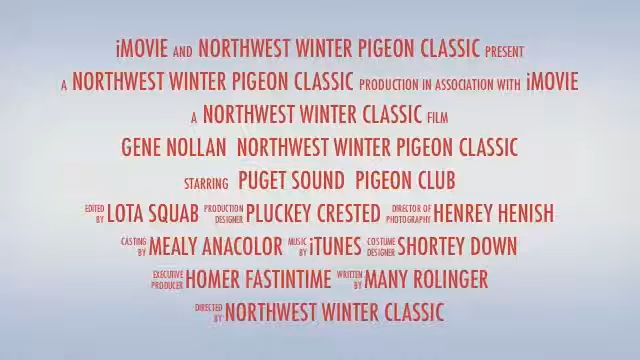 iMOVIE AND NORTHWEST WINTER PIGEON CLASSIC PRESENT
A NORTHWEST WINTER PIGEON CLASSIC PRODUCTION IN ASSOCIATION WITH iMOVIE
A NORTHWEST WINTER CLASSIC FILM
GENE NOLLAN NORTHWEST WINTER PIGEON CLASSIC
STARRING PUGET SOUND PIGEON CLUB
EDITED BY LOTA SQUAB PRODUCTION DESIGNER PLUCKEY CRESTED DIRECTOR OF PHOTOGRAPHY HENREY HENISH
CASTING BY MEALY ANACOLOR MUSIC BY iTUNES COSTUME DESIGNER SHORTEY DOWN
EXECUTIVE PRODUCER HOMER FASTINTIME WRITTEN BY MANY ROLINGER
DIRECTED BY NORTHWEST WINTER CLASSIC